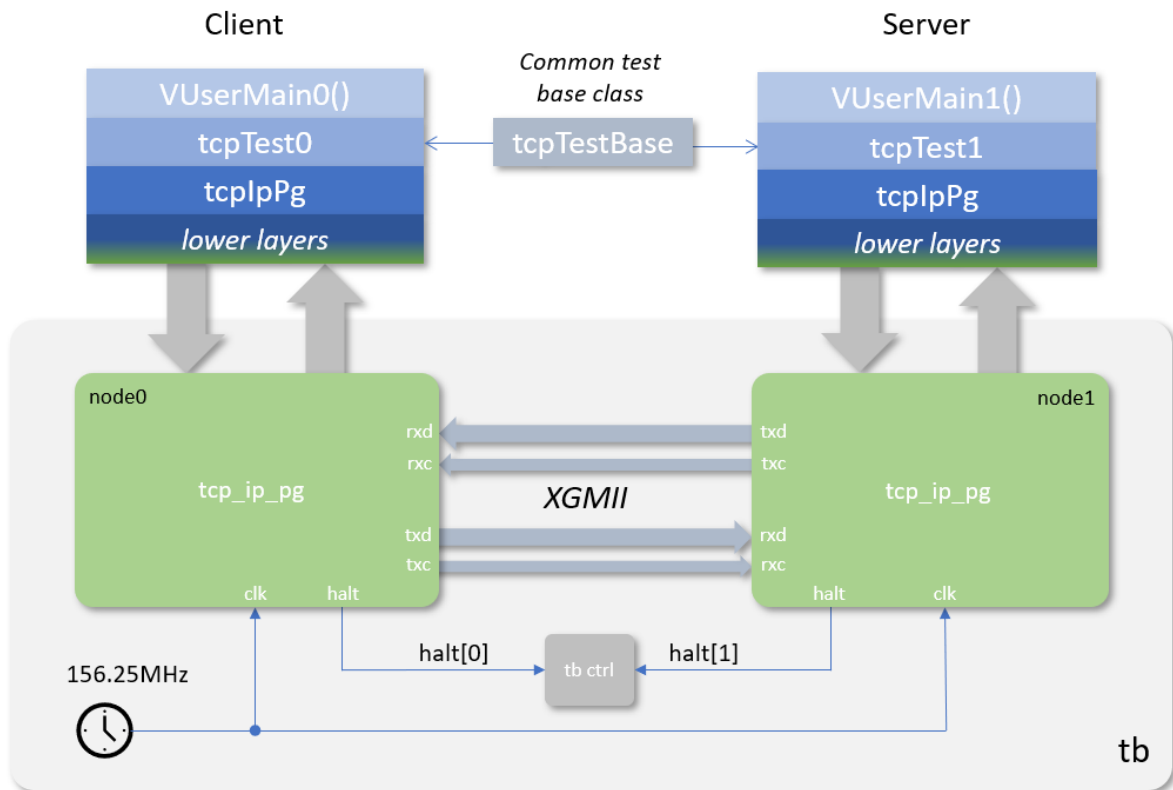 Client
Server
Common test
base class
VUserMain0()
tcpTest0
tcpIpPg
lower layers
tcpTestBase
VUserMain1()
tcpTest1
tcpIpPg
lower layers
node0
node1
rxd
txd
rxc
txc
tcp_ip_pg
XGMII
tcp_ip_pg
txd
rxd
txc
rxc
clk
halt
halt
clk
halt[0]
tb ctrl
halt[1]
156.25MHz
tb